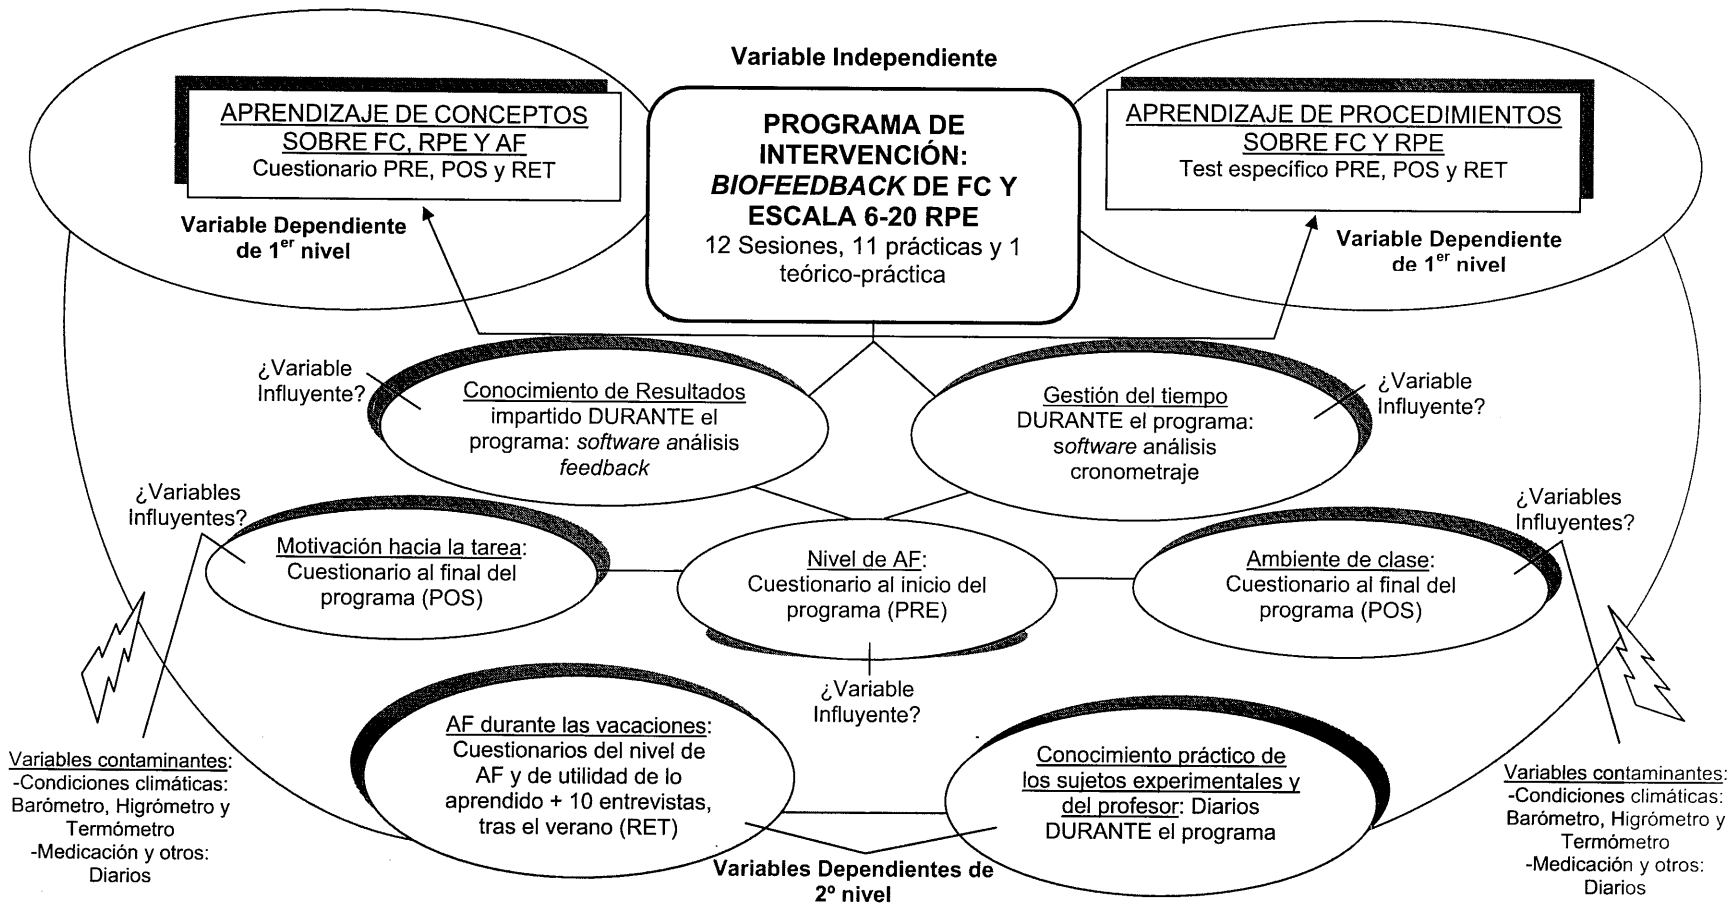 Variable Independiente
APRENDIZAJE DE CONCEPTOS
SOBRE FC, RPE Y AF
Cuestionario PRE, POS y RET
Variable Dependiente
de 1er nivel
PROGRAMA DE
INTERVENCIÓN:
BIOFEEDBACK DE FC Y
ESCALA 6-20 RPE
12 Sesiones, 11 prácticas y 1
teórico-práctica
APRENDIZAJE DE PROCEDIMIENTOS
SOBRE FC Y RPE
Test específico PRE, POS y RET
Variable Dependiente
de 1er nivel
¿Variable
Influyente?
Conocimiento de Resultados
impartido DURANTE el
programa: software análisis
feedback
Gestión del tiempo
DURANTE el programa:
software análisis
cronometraje
¿Variable
Influyente?
¿Variables
Influyentes?
Motivación hacia la tarea:
Cuestionario al final del
programa (POS)
Nivel de AF:
Cuestionario al inicio del
programa (PRE)
Ambiente de clase:
Cuestionario al final del
programa (POS)
¿Variables
Influyentes?
¿Variable
Influyente?
AF durante las vacaciones:
Cuestionarios del nivel de
AF y de utilidad de lo
aprendido + 10 entrevistas,
tras el verano (RET)
Conocimiento práctico de
los sujetos experimentales y
del profesor: Diarios
DURANTE el programa
Variables contaminantes:
-Condiciones climáticas:
Barómetro, Higrómetro y
Termómetro
-Medicación y otros:
Diarios
Variables Dependientes de
2º nivel
Variables contaminantes:
-Condiciones climáticas:
Barómetro, Higrómetro y
Termómetro
-Medicación y otros:
Diarios